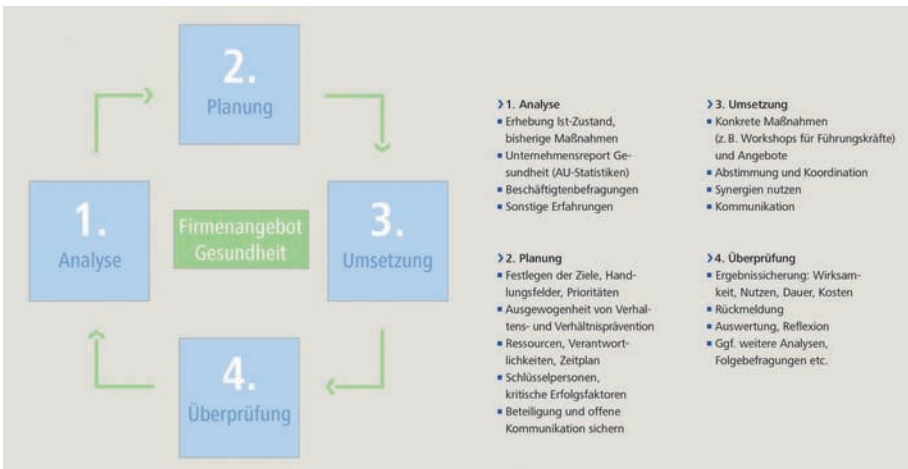 2.
Planung
1.
Analyse
Firmenangebot
Gesundheit
3.
Umsetzung
4.
Überprüfung
1. Analyse
Erhebung Ist-Zustand,
bisherige Maßnahmen
Unternehmensreport Ge-
sundheit (AU-Statistiken)
Beschäftigtenbefragungen
Sonstige Erfahrungen
2. Planung
Festlegen der Ziele, Hand-
lungsfelder, Prioritäten
Ausgewogenheit von Verhal-
tens- und Verhältnisprävention
Ressourcen, Verantwort-
lichkeiten, Zeitplan
Schlüsselpersonen,
kritische Erfolgsfaktoren
Beteiligung und offene
Kommunikation sichern
3. Umsetzung
Konkrete Maßnahmen
(z. B. Workshops für Führungskräfte)
und Angebote
Abstimmung und Koordination
Synergien nutzen
Kommunikation
4. Überprüfung
Ergebnissicherung: Wirksam-
keit, Nutzen, Dauer, Kosten
Rückmeldung
Auswertung, Reflexion
Ggf. weitere Analysen,
Folgebefragungen etc.